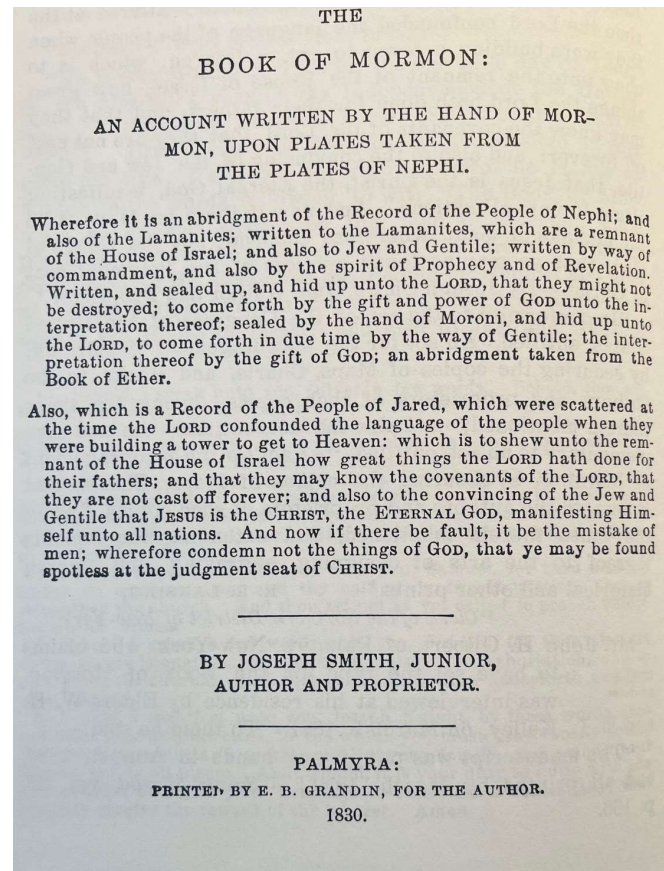 THE
BOOK OF MORMON:
AN ACCOUNT WRITTEN BY THE HAND OF MOR-
MON, UPON PLATES TAKEN FROM
THE PLATES OF NEPHI.
Wherefore it is an abridgment of the Record of the People of Nephi; and
also of the Lamanites; written to the Lamanites, which are a remnant
of the House of Israel; and also to Jew and Gentile; written by way of
commandment, and also by the spirit of Prophecy and of Revelation.
Written, and sealed up, and hid up unto the LORD, that they might not
be destroyed; to come forth by the gift and power of GOD unto the in-
terpretation thereof; sealed by the hand of Moroni, and hid up unto
the LORD, to come forth in due time by the way of Gentile; the inter-
pretation thereof by the gift of GOD; an abridgment taken from the
Book of Ether.
Also, which is a Record of the People of Jared, which were scattered at
the time the LORD confounded the language of the people when they
were building a tower to get to Heaven: which is to shew unto the rem-
nant of the House of Israel how great things the LORD hath done for
their fathers; and that they may know the covenants of the LORD, that
they are not cast off forever; and also to the convincing of the Jew and
Gentile that JESUS is the CHRIST, the ETERNAL GOD, manifesting Him-
self unto all nations. And now if there be fault, it be the mistake of
men; wherefore condemn not the things of GOD, that ye may be found
spotless at the judgment seat of CHRIST.
BY JOSEPH SMITH, JUNIOR,
AUTHOR AND PROPRIETOR.
PALMYRA:
PRINTED BY E. B. GRANDIN, FOR THE AUTHOR.
1830.